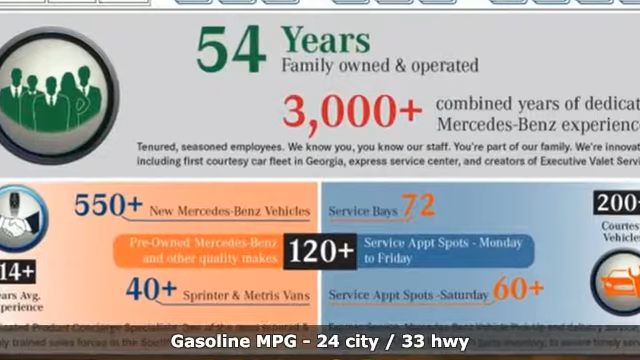 54 Years
Family owned & operated
3,000+ combined years of dedicat
Mercedes-Benz experienc
Tenured, seasoned employees. We know you, you know our staff. You're part of our family. We're innovat
including first courtesy car fleet in Georgia, express service center, and creators of Executive Valet Servi
550+ New Mercedes-Benz Vehicles
Service Bays 72
200+
Courtes
Vehicles
Pre-Owned Mercedes-Benz
and other quality makes
120+
Service Appt Spots - Monday
to Friday
14+
ears Avg.
perience
40+ Sprinter & Metris Vans
Service Appt Spots -Saturday 60+
Gasoline MPG - 24 city / 33 hwy